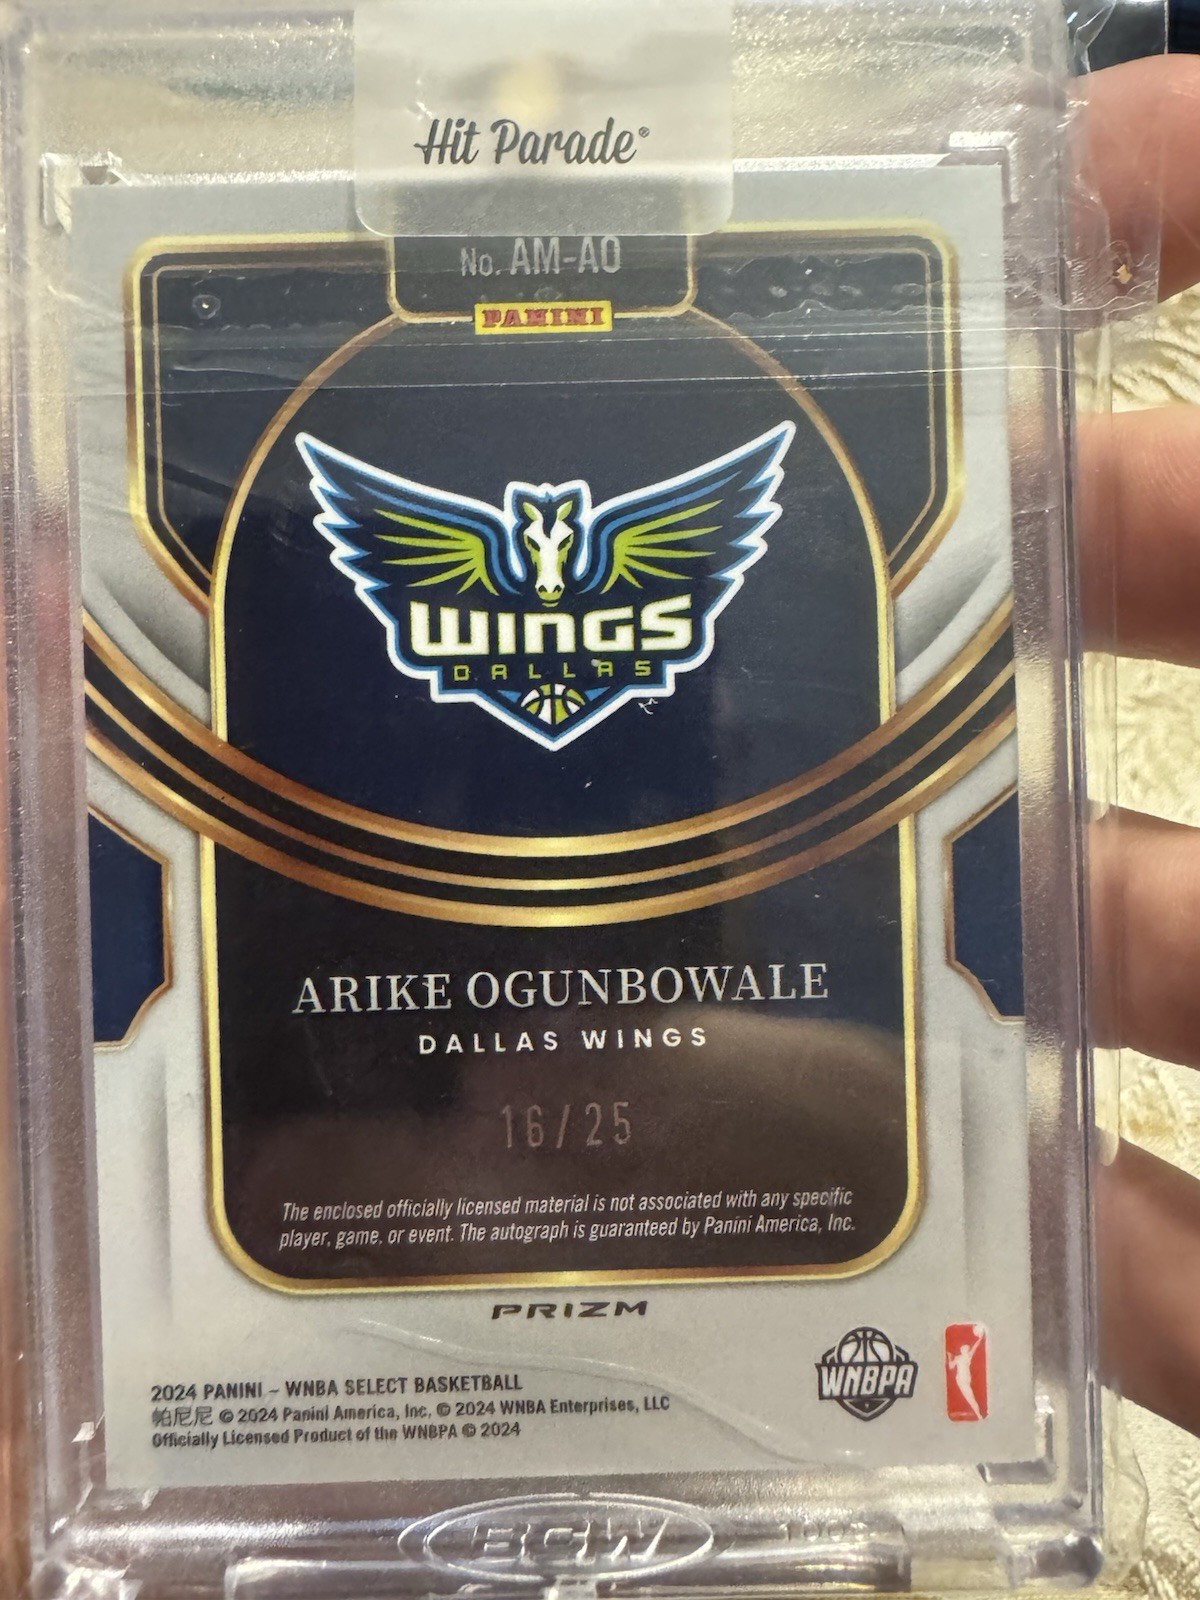 Hit Parade®
No. AM-AO
PANINI
WINGS
DALLAS
ARIKE OGUNBOWALE
DALLAS WINGS
16/25
The enclosed officially licensed material is not associated with any specific
player, game, or event. The autograph is guaranteed by Panini America, Inc.
PRIZM
WNBPA
2024 PANINI – WNBA SELECT BASKETBALL
帕尼尼 © 2024 Panini America, Inc. © 2024 WNBA Enterprises, LLC
Officially Licensed Product of the WNBPA © 2024
BCW